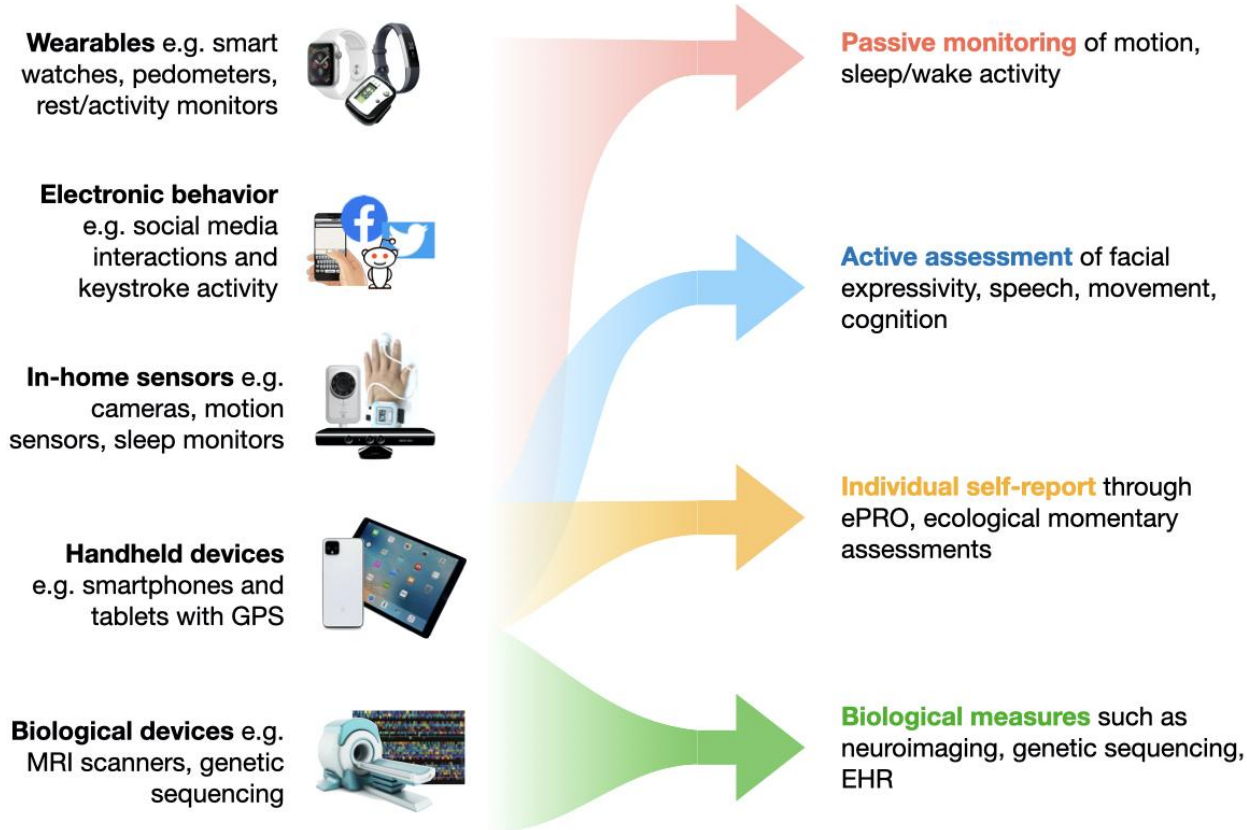 Wearables e.g. smart
watches, pedometers,
rest/activity monitors
Passive monitoring of motion,
sleep/wake activity
Electronic behavior
e.g. social media
interactions and
keystroke activity
Active assessment of facial
expressivity, speech, movement,
cognition
In-home sensors e.g.
cameras, motion
sensors, sleep monitors
Individual self-report through
ePRO, ecological momentary
assessments
Handheld devices
e.g. smartphones and
tablets with GPS
Biological devices e.g.
MRI scanners, genetic
sequencing
Biological measures such as
neuroimaging, genetic sequencing,
EHR